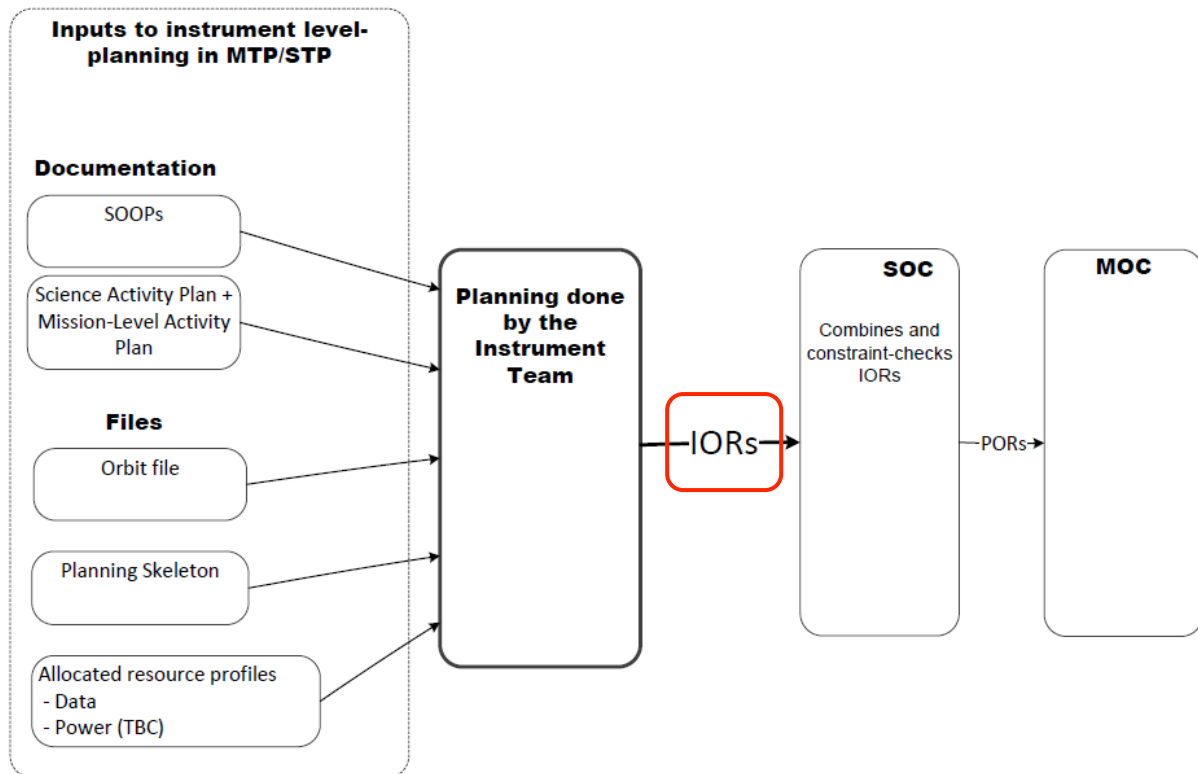 Inputs to instrument level-
planning in MTP/STP
Documentation
SOOPs
Science Activity Plan +
Mission-Level Activity
Plan
Files
Orbit file
Planning Skeleton
Allocated resource profiles
- Data
- Power (TBC)
Planning done
by the
Instrument
Team
IORs
SOC
Combines and
constraint-checks
IORs
PORs
MOC